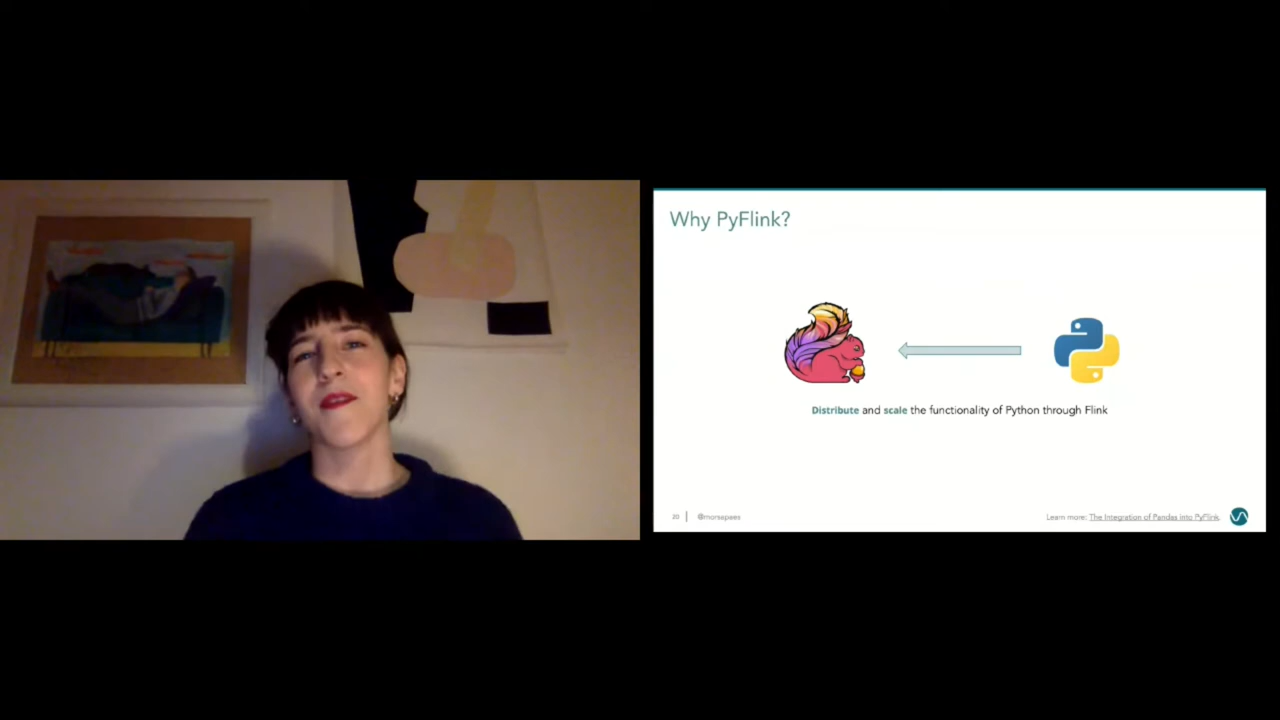 Why PyFlink?
Distribute and scale the functionality of Python through Flink
20 | @morsapaes
Learn more: The Integration of Pandas into PyFlink.